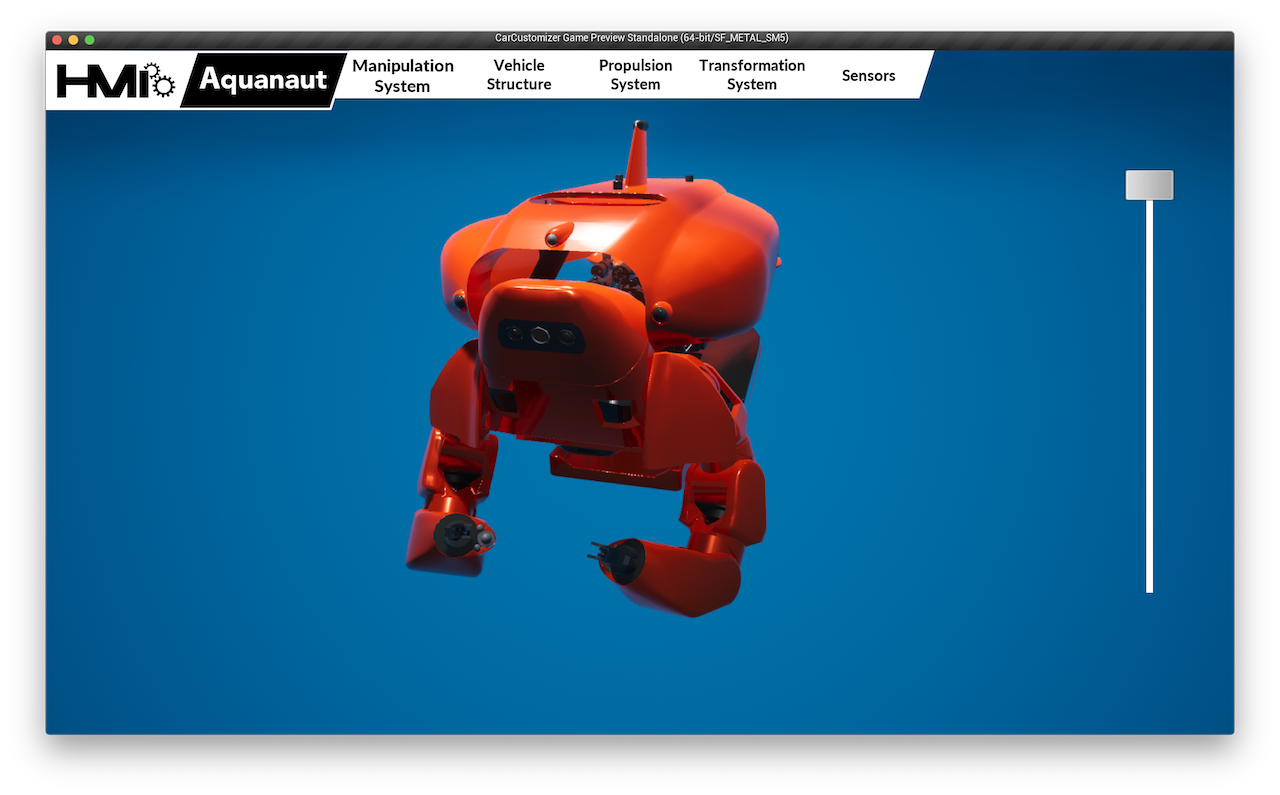 CarCustomizer Game Preview Standalone (64-bit/SF_METAL_SM5)
HMI
Aquanaut
Manipulation
System
Vehicle
Structure
Propulsion
System
Transformation
System
Sensors